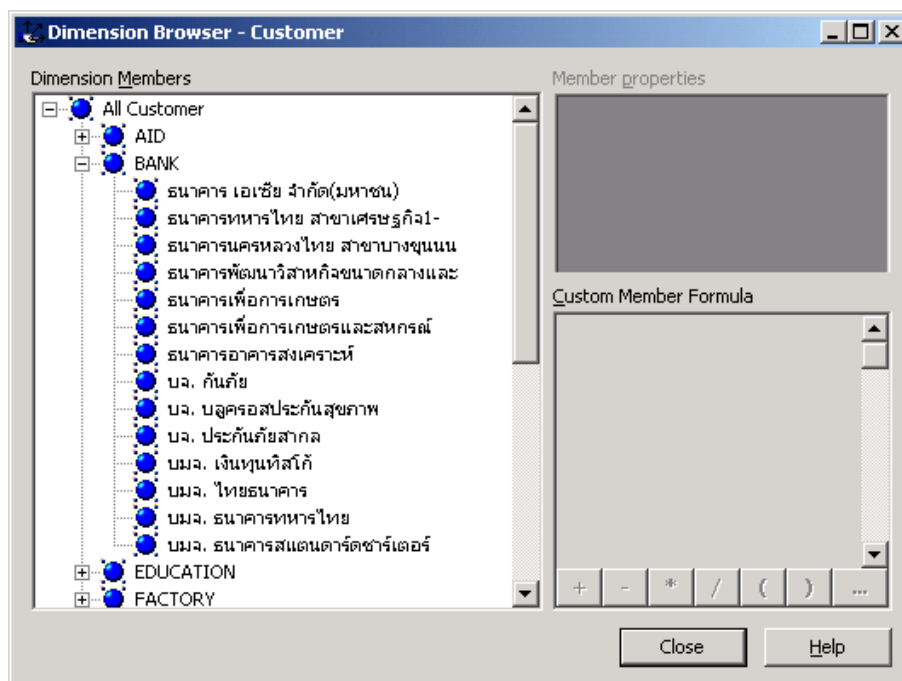 Dimension Browser - Customer
Dimension Members
All Customer
AID
BANK
ธนาคาร เอเซีย จำกัด(มหาชน)
ธนาคารทหารไทย สาขาเศรษฐกิจ1-
ธนาคารนครหลวงไทย สาขาบางขุนนน
ธนาคารพัฒนาวิสาหกิจขนาดกลางและ
ธนาคารเพื่อการเกษตร
ธนาคารเพื่อการเกษตรและสหกรณ์
ธนาคารอาคารสงเคราะห์
บจ. กันภัย
บจ. บลูครอสประกันสุขภาพ
บจ. ประกันภัยสากล
บมจ. เงินทุนทิสโก้
บมจ. ไทยธนาคาร
บมจ. ธนาคารทหารไทย
บมจ. ธนาคารสแตนดาร์ดชาร์เตอร์
EDUCATION
FACTORY
Member properties
Custom Member Formula
+ - * / ( ) ...
Close Help